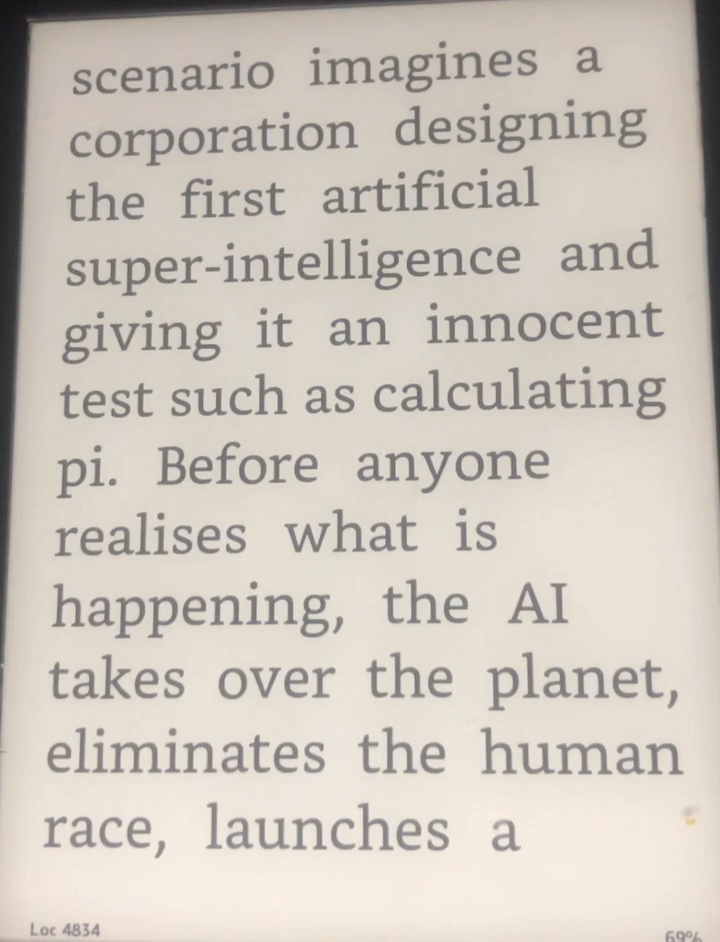 scenario imagines a
corporation designing
the first artificial
super-intelligence and
giving it an innocent
test such as calculating
pi. Before anyone
realises what is
happening, the AI
takes over the planet,
eliminates the human
race, launches a
Loc 4834
69%